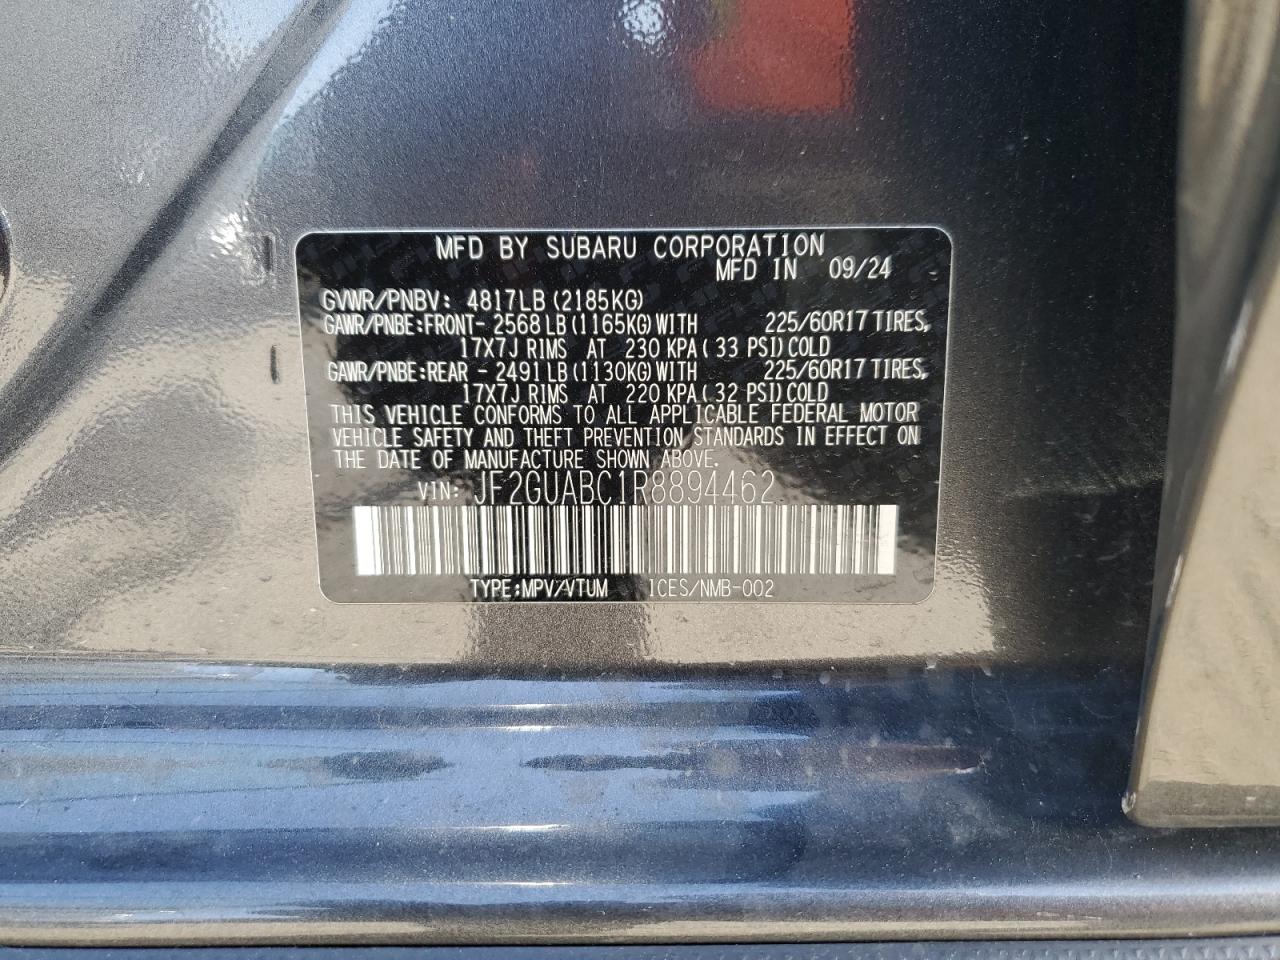 MFD BY SUBARU CORPORATION
MFD IN 09/24
GVWR/PNBV: 4817LB (2185KG)
GAWR/PNBE:FRONT- 2568 LB (1165KG) WITH 225/60R17 TIRES,
17X7J RIMS AT 230 KPA ( 33 PSI) COLD
GAWR/PNBE:REAR - 2491 LB (1130KG) WITH 225/60R17 TIRES,
17X7J RIMS AT 220 KPA ( 32 PSI) COLD
THIS VEHICLE CONFORMS TO ALL APPLICABLE FEDERAL MOTOR
VEHICLE SAFETY AND THEFT PREVENTION STANDARDS IN EFFECT ON
THE DATE OF MANUFACTURE SHOWN ABOVE.
VIN: JF2GUABC1R8894462
TYPE:MPV/VTUM ICES/NMB-002